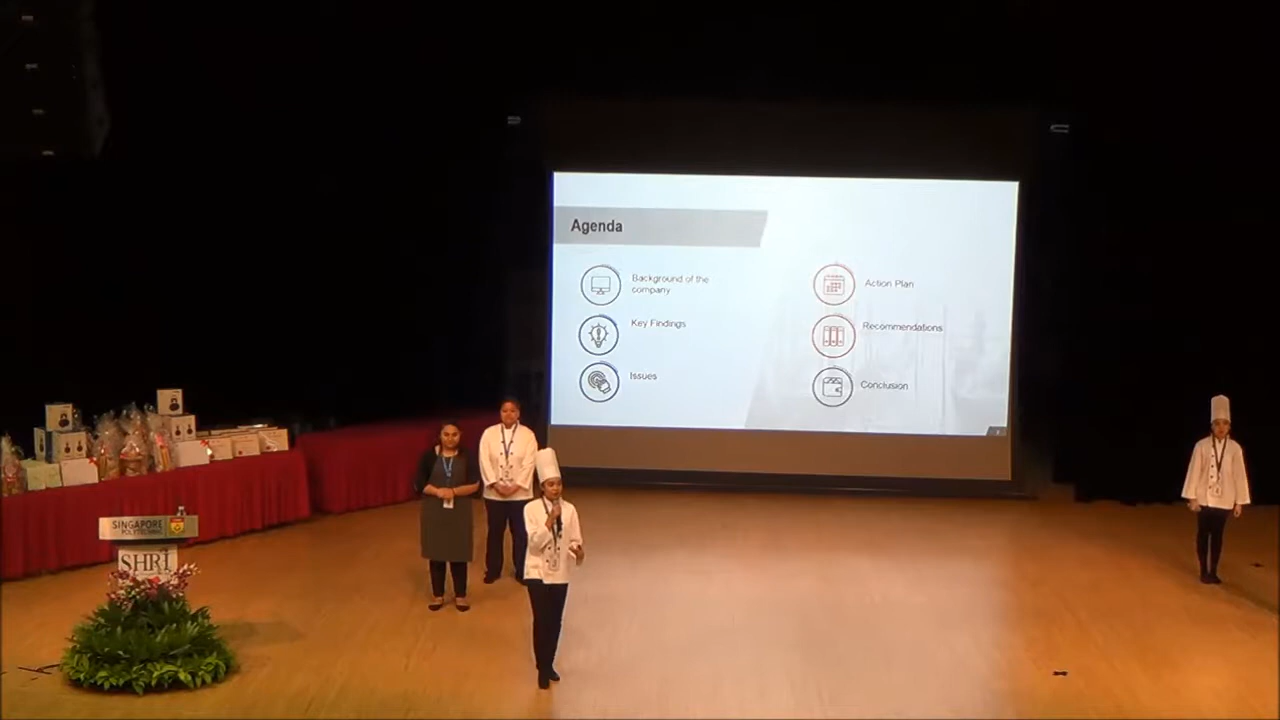 Agenda
Background of the
company
Key Findings
Issues
Action Plan
Recommendations
Conclusion
SINGAPORE
POLYTECHNIC
SHRI